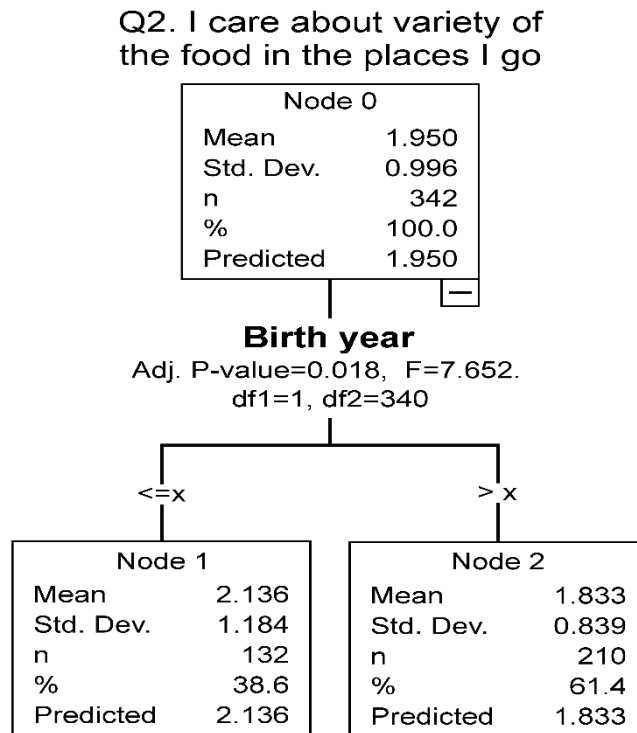 Q2. I care about variety of
the food in the places I go
Node 0
Mean 1.950
Std. Dev. 0.996
n 342
% 100.0
Predicted 1.950
Birth year
Adj. P-value=0.018, F=7.652.
df1=1, df2=340
<=x
> x
Node 1
Mean 2.136
Std. Dev. 1.184
n 132
% 38.6
Predicted 2.136
Node 2
Mean 1.833
Std. Dev. 0.839
n 210
% 61.4
Predicted 1.833